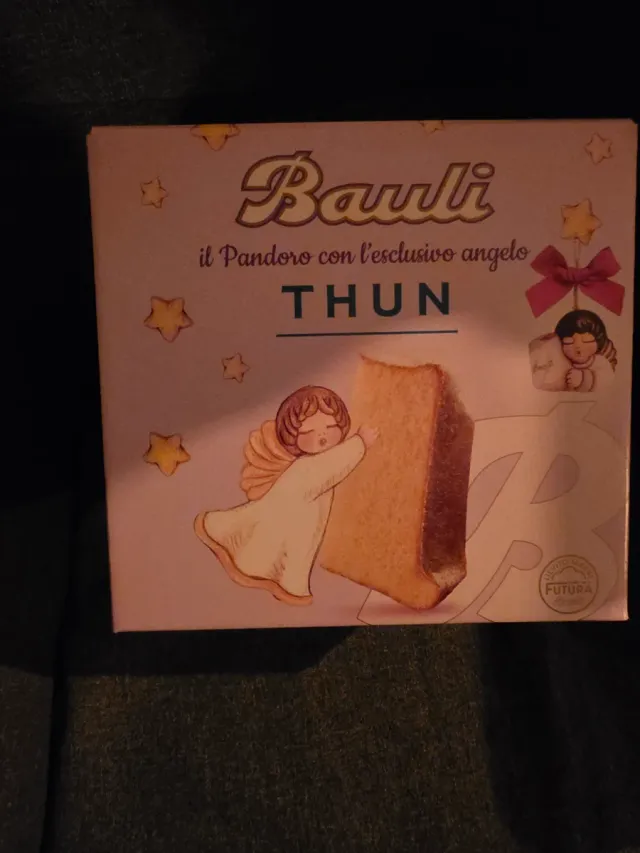 Bauli
il Pandoro con l'esclusivo angelo
THUN
FUTURA